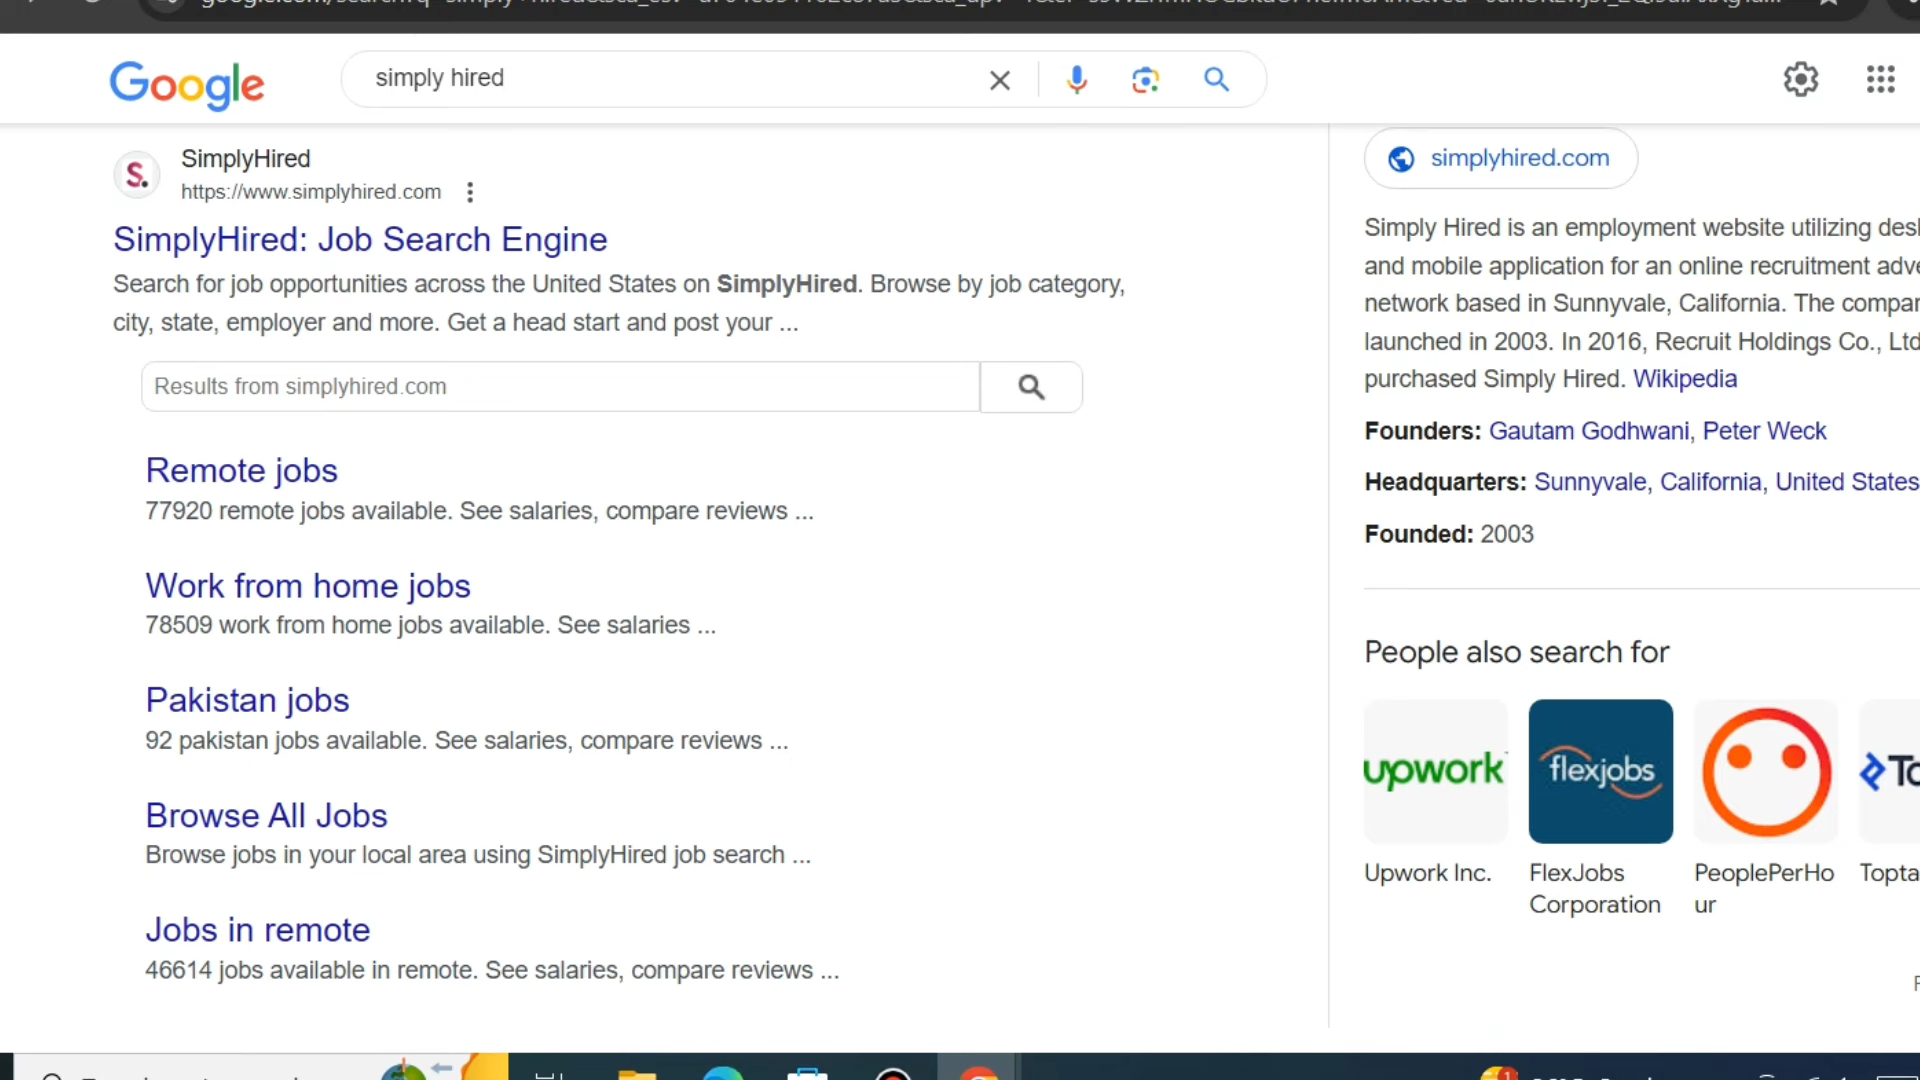 simply hired
SimplyHired
https://www.simplyhired.com
SimplyHired: Job Search Engine
Search for job opportunities across the United States on SimplyHired. Browse by job category,
city, state, employer and more. Get a head start and post your ...
Results from simplyhired.com
Remote jobs
77920 remote jobs available. See salaries, compare reviews ...
Work from home jobs
78509 work from home jobs available. See salaries ...
Pakistan jobs
92 pakistan jobs available. See salaries, compare reviews ...
Browse All Jobs
Browse jobs in your local area using SimplyHired job search ...
Jobs in remote
46614 jobs available in remote. See salaries, compare reviews ...
Google
S.
simplyhired.com
Simply Hired is an employment website utilizing
and mobile application for an online recruitment
network based in Sunnyvale, California. The
launched in 2003. In 2016, Recruit Holdings Co., Ltd
purchased Simply Hired. Wikipedia
Founders: Gautam Godhwani, Peter Weck
Headquarters: Sunnyvale, California, United States
Founded: 2003
People also search for
upwork
flexjobs
Upwork Inc.
FlexJobs
Corporation
PeoplePerHo
ur
Topta